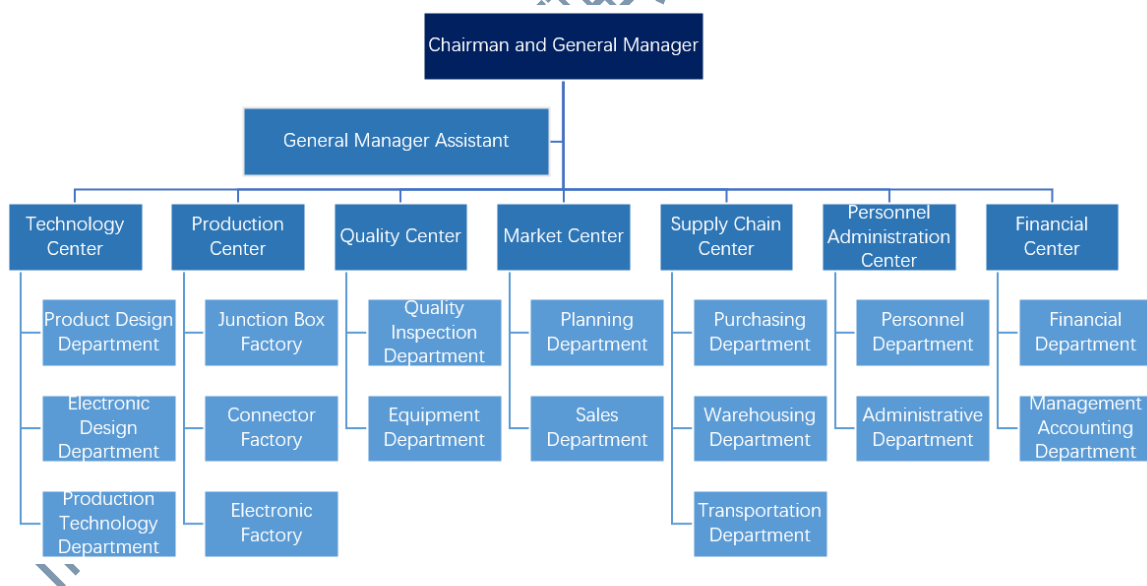 Chairman and General Manager
General Manager Assistant
Technology
Center
Production
Center
Quality Center
Market Center
Supply Chain
Center
Personnel
Administration
Center
Financial
Center
Product Design
Department
Electronic
Design
Department
Production
Technology
Department
Junction Box
Factory
Connector
Factory
Electronic
Factory
Quality
Inspection
Department
Equipment
Department
Planning
Department
Sales
Department
Purchasing
Department
Warehousing
Department
Transportation
Department
Personnel
Department
Administrative
Department
Financial
Department
Management
Accounting
Department